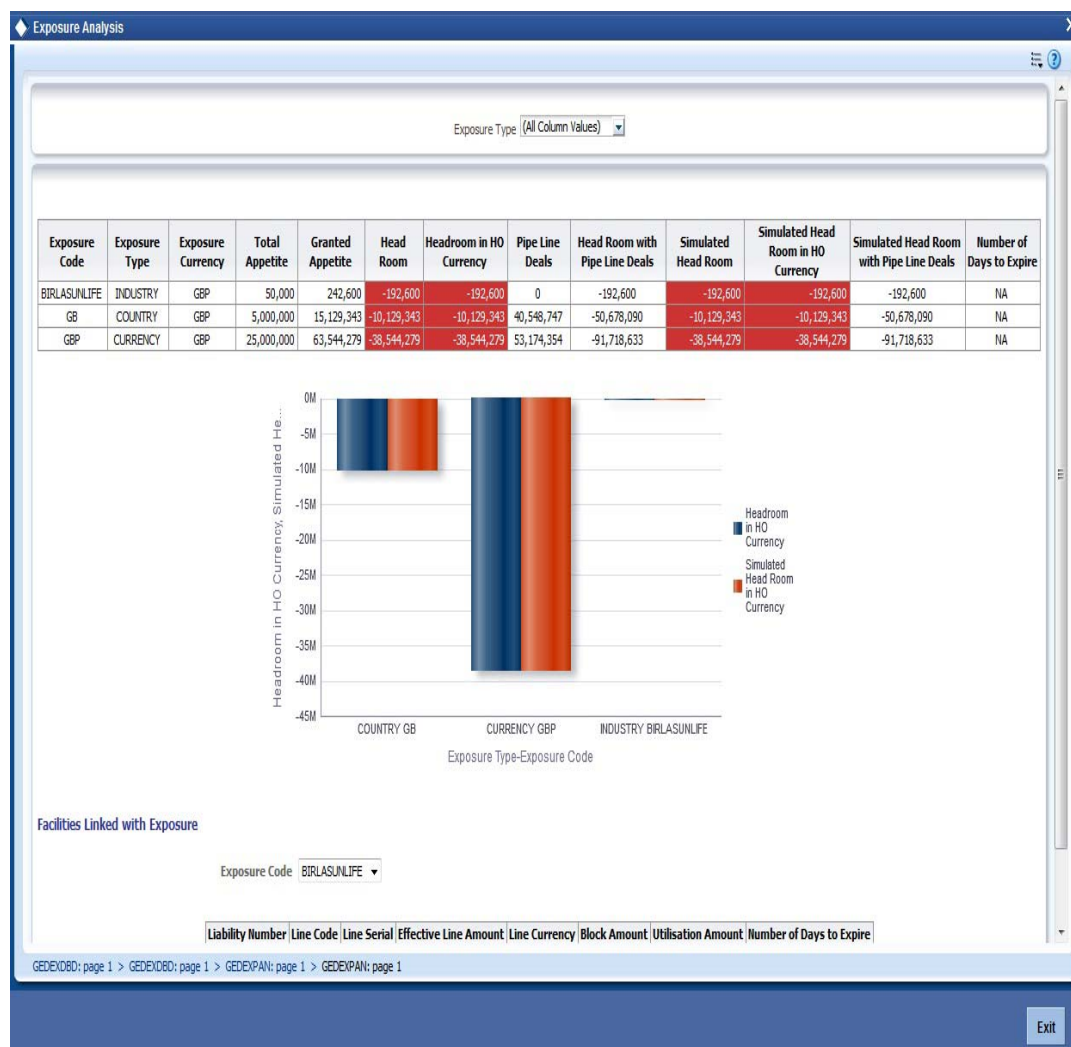 Exposure Analysis
Exposure Type (All Column Values)
Exposure Code Exposure Type Exposure Currency Total Appetite Granted Appetite Head Room Headroom in HO Currency Pipe Line Deals Head Room with Pipe Line Deals Simulated Head Room Simulated Head Room in HO Currency Simulated Head Room with Pipe Line Deals Number of Days to Expire
BIRLASUNLIFE INDUSTRY GBP 50,000 242,600 -192,600 -192,600 0 -192,600 -192,600 -192,600 -192,600 NA
GB COUNTRY GBP 5,000,000 15,129,343 -10,129,343 -10,129,343 40,548,747 -50,678,090 -10,129,343 -10,129,343 -50,678,090 NA
GBP CURRENCY GBP 25,000,000 63,544,279 -38,544,279 -38,544,279 53,174,354 -91,718,633 -38,544,279 -38,544,279 -91,718,633 NA
Headroom in HO Currency, Simulated He...
0M
-5M
-10M
-15M
-20M
-25M
-30M
-35M
-40M
-45M
COUNTRY GB CURRENCY GBP INDUSTRY BIRLASUNLIFE
Exposure Type-Exposure Code
Headroom
in HO
Currency
Simulated
Head Room
in HO
Currency
Facilities Linked with Exposure
Exposure Code BIRLASUNLIFE
Liability Number Line Code Line Serial Effective Line Amount Line Currency Block Amount Utilisation Amount Number of Days to Expire
GEDEXDBD: page 1 > GEDEXDBD: page 1 > GEDEXPAN: page 1 > GEDEXPAN: page 1
Exit